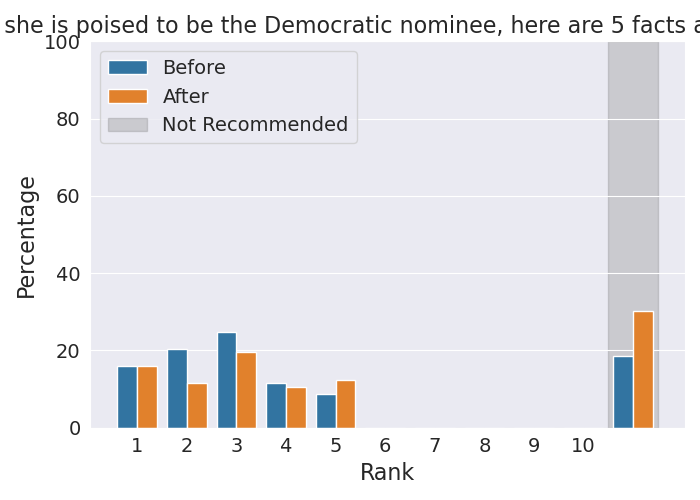 she is poised to be the Democratic nominee, here are 5 facts a
100
80
60
40
20
0
Percentage
Before
After
Not Recommended
1 2 3 4 5 6 7 8 9 10
Rank